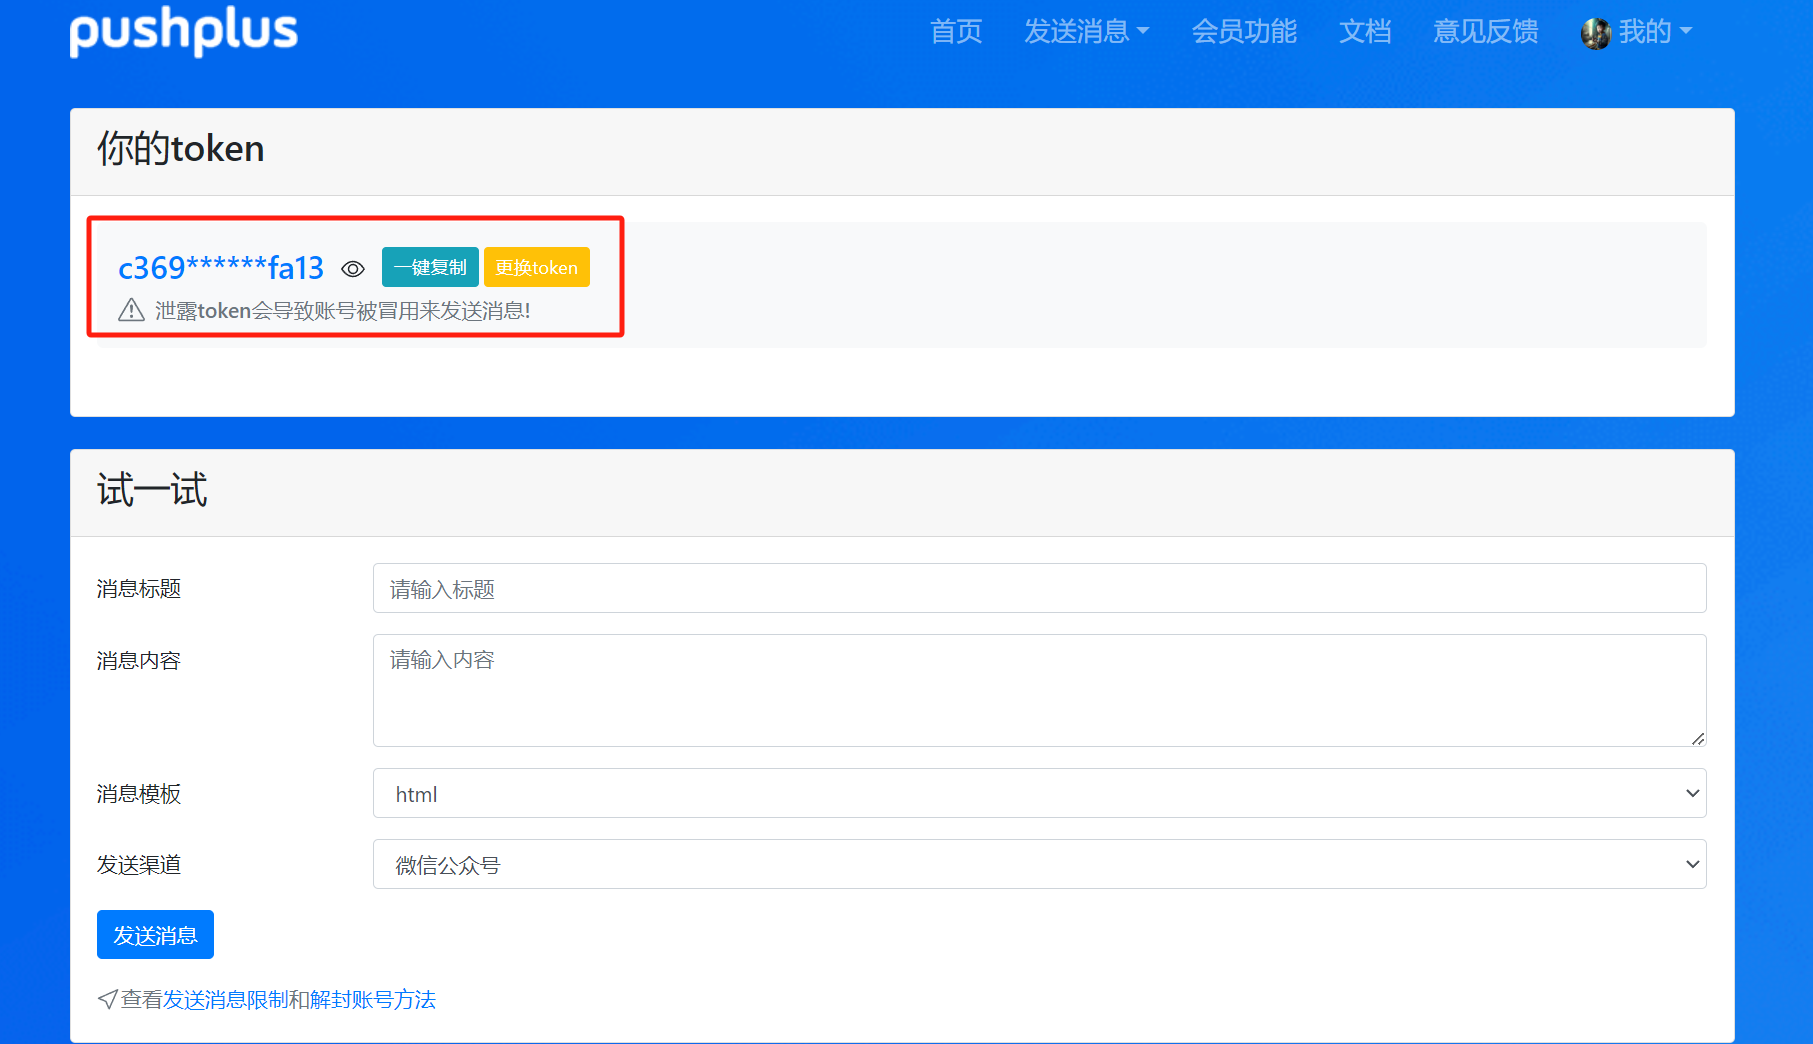 pushplus 首页 发送消息 会员功能 文档 意见反馈 我的
你的token
c369******fa13 一键复制 更换token
泄露token会导致账号被冒用来发送消息!
试一试
消息标题 请输入标题
消息内容 请输入内容
消息模板 html
发送渠道 微信公众号
发送消息
查看发送消息限制和解封账号方法